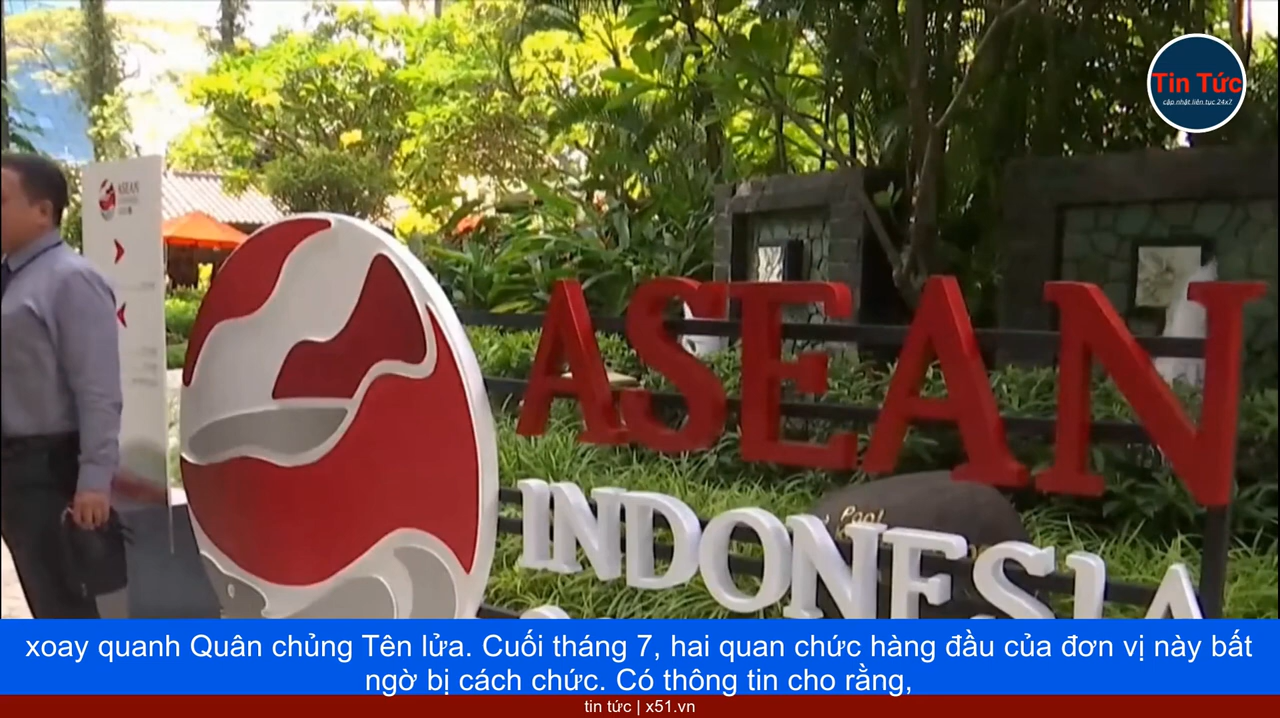 Tin Tức
cập nhật liên tục 24x7
ASEAN
ASEAN
INDONESIA
Pool
xoay quanh Quân chủng Tên lửa. Cuối tháng 7, hai quan chức hàng đầu của đơn vị này bất
ngờ bị cách chức. Có thông tin cho rằng,
tin tức | x51.vn